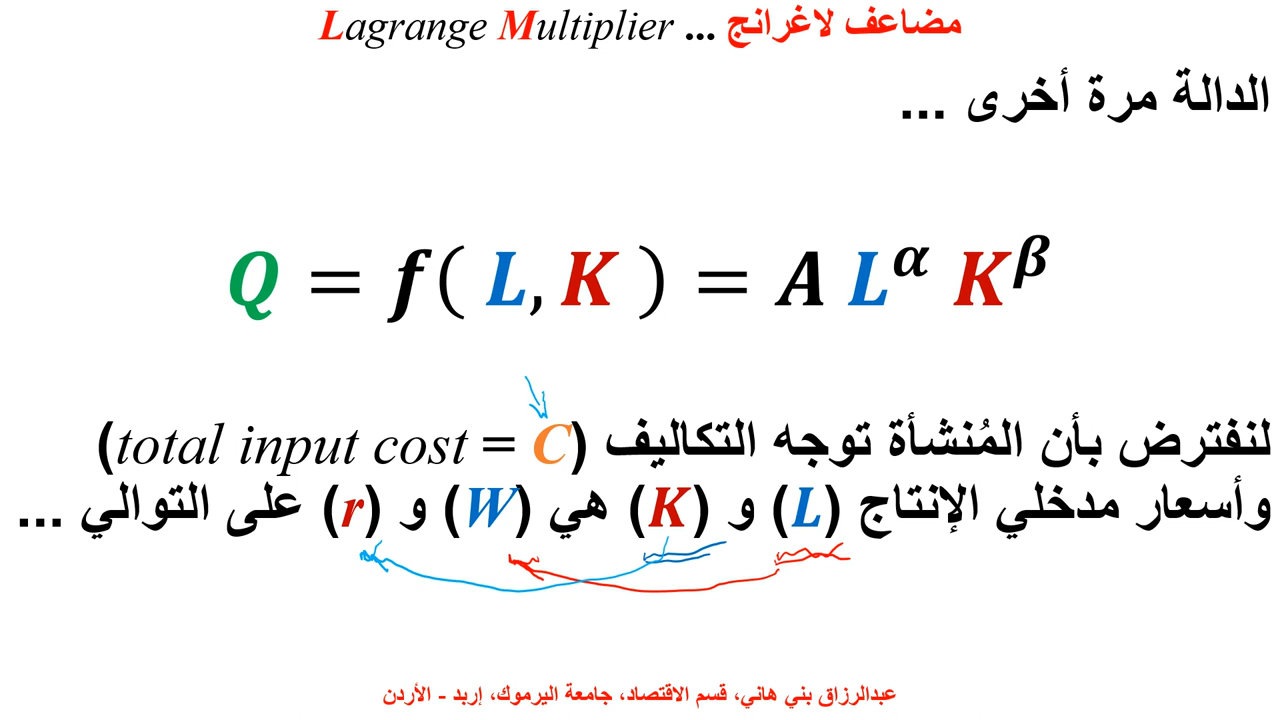 مضاعف لاغرانج ... Lagrange Multiplier
الدالة مرة أخرى ...
Q = f( L, K ) = A L^α K^β
لنفترض بأن المُنشأة توجه التكاليف (total input cost = C)
وأسعار مدخلي الإنتاج (L) و (K) هي (W) و (r) على التوالي ...
عبدالرزاق بني هاني، قسم الاقتصاد، جامعة اليرموك، إربد - الأردن